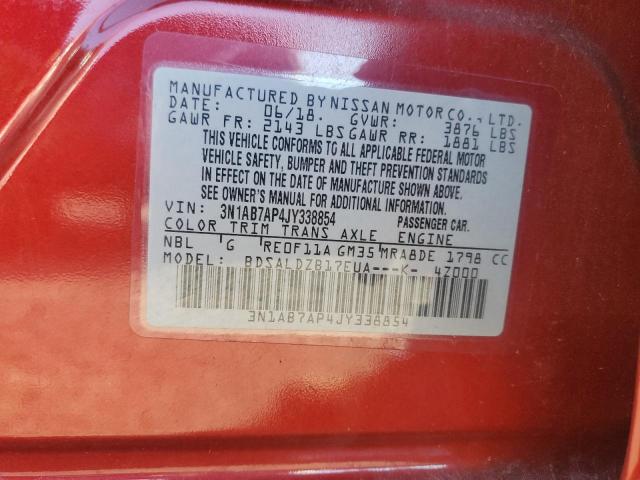 MANUFACTURED BY NISSAN MOTOR CO., LTD.
DATE: 06/18. GVWR: 3876 LBS
GAWR FR: 2143 LBS GAWR RR: 1881 LBS
THIS VEHICLE CONFORMS TO ALL APPLICABLE FEDERAL MOTOR
VEHICLE SAFETY, BUMPER AND THEFT PREVENTION STANDARDS
IN EFFECT ON THE DATE OF MANUFACTURE SHOWN ABOVE.
SEE OWNER'S MANUAL FOR ADDITIONAL INFORMATION.
VIN: 3N1AB7AP4JY338854 PASSENGER CAR.
COLOR TRIM TRANS AXLE ENGINE
NBL G RE0F11A GM35 MRA8DE 1798 CC
MODEL: BDSALDZB17EUA---K- 4Z000
3N1AB7AP4JY338854